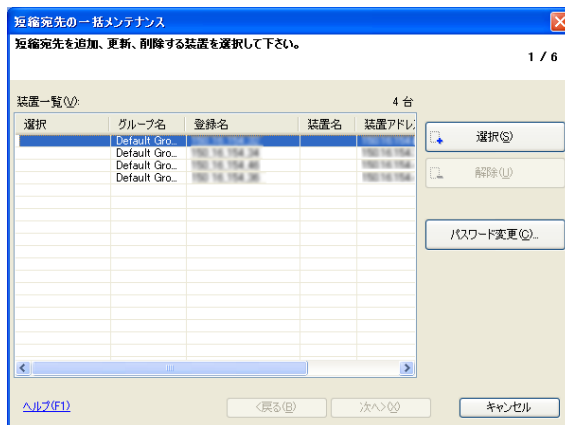 短縮宛先の一括メンテナンス
短縮宛先を追加、更新、削除する装置を選択して下さい。
1 / 6
装置一覧(V):
4 台
選択 グループ名 登録名 装置名 装置アドレ
Default Gro...
Default Gro...
Default Gro...
Default Gro...
選択(S)
解除(U)
パスワード変更(C)...
ヘルプ(F1)
<戻る(B) 次へ>(X) キャンセル